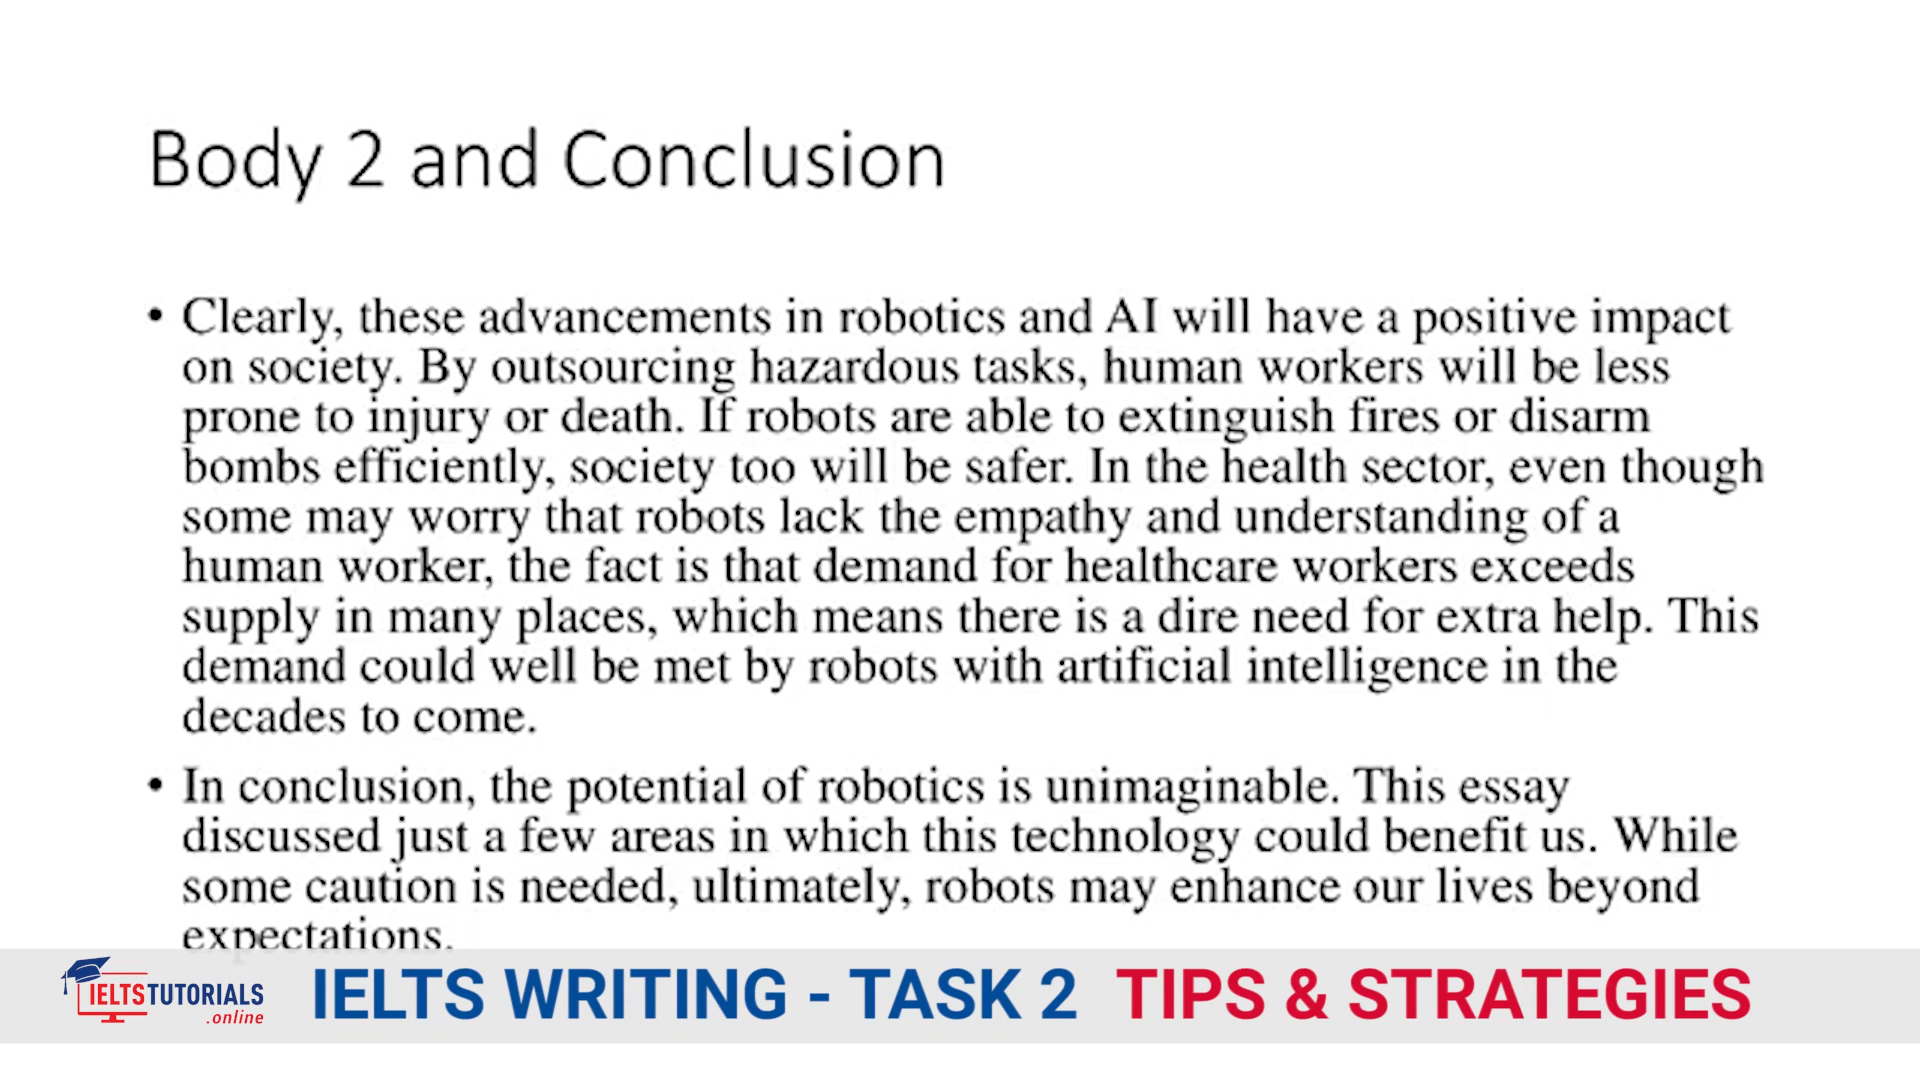 Body 2 and Conclusion
• Clearly, these advancements in robotics and AI will have a positive impact
on society. By outsourcing hazardous tasks, human workers will be less
prone to injury or death. If robots are able to extinguish fires or disarm
bombs efficiently, society too will be safer. In the health sector, even though
some may worry that robots lack the empathy and understanding of a
human worker, the fact is that demand for healthcare workers exceeds
supply in many places, which means there is a dire need for extra help. This
demand could well be met by robots with artificial intelligence in the
decades to come.
• In conclusion, the potential of robotics is unimaginable. This essay
discussed just a few areas in which this technology could benefit us. While
some caution is needed, ultimately, robots may enhance our lives beyond
expectations.
IELTSTUTORIALS
.online
IELTS WRITING - TASK 2 TIPS & STRATEGIES